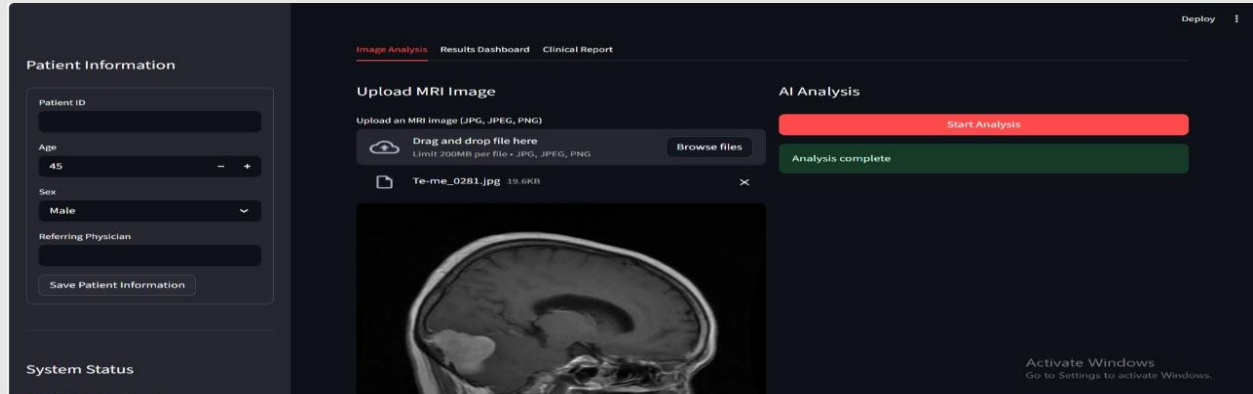 Deploy
Patient Information
Patient ID
Age
45
Sex
Male
Referring Physician
Save Patient Information
System Status
Image Analysis Results Dashboard Clinical Report
Upload MRI Image
Upload an MRI image (JPG, JPEG, PNG)
Drag and drop file here
Limit 200MB per file • JPG, JPEG, PNG
Browse files
Te-me_0281.jpg 19.6KB
AI Analysis
Start Analysis
Analysis complete
Activate Windows
Go to Settings to activate Windows.